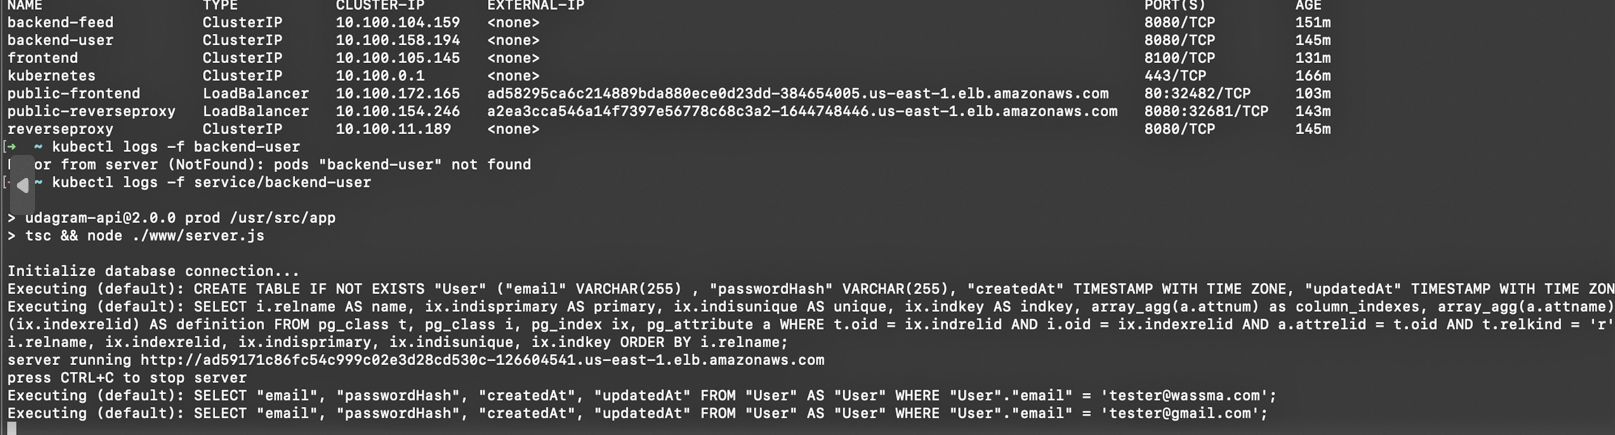 NAME TYPE CLUSTER-IP EXTERNAL-IP PORT(S) AGE
backend-feed ClusterIP 10.100.104.159 <none> 8080/TCP 151m
backend-user ClusterIP 10.100.158.194 <none> 8080/TCP 145m
frontend ClusterIP 10.100.105.145 <none> 8100/TCP 131m
kubernetes ClusterIP 10.100.0.1 <none> 443/TCP 166m
public-frontend LoadBalancer 10.100.172.165 ad58295ca6c214889bda880ece0d23dd-384654005.us-east-1.elb.amazonaws.com 80:32482/TCP 103m
public-reverseproxy LoadBalancer 10.100.154.246 a2ea3cca546a14f7397e56778c68c3a2-1644748446.us-east-1.elb.amazonaws.com 8080:32681/TCP 143m
reverseproxy ClusterIP 10.100.11.189 <none> 8080/TCP 145m
[➜ ~ kubectl logs -f backend-user
or from server (NotFound): pods "backend-user" not found
[ ~ kubectl logs -f service/backend-user
> udagram-api@2.0.0 prod /usr/src/app
> tsc && node ./www/server.js
Initialize database connection...
Executing (default): CREATE TABLE IF NOT EXISTS "User" ("email" VARCHAR(255) , "passwordHash" VARCHAR(255), "createdAt" TIMESTAMP WITH TIME ZONE, "updatedAt" TIMESTAMP WITH TIME ZON
Executing (default): SELECT i.relname AS name, ix.indisprimary AS primary, ix.indisunique AS unique, ix.indkey AS indkey, array_agg(a.attnum) as column_indexes, array_agg(a.attname)
(ix.indexrelid) AS definition FROM pg_class t, pg_class i, pg_index ix, pg_attribute a WHERE t.oid = ix.indrelid AND i.oid = ix.indexrelid AND a.attrelid = t.oid AND t.relkind = 'r'
i.relname, ix.indexrelid, ix.indisprimary, ix.indisunique, ix.indkey ORDER BY i.relname;
server running http://ad59171c86fc54c999c02e3d28cd530c-126604541.us-east-1.elb.amazonaws.com
press CTRL+C to stop server
Executing (default): SELECT "email", "passwordHash", "createdAt", "updatedAt" FROM "User" AS "User" WHERE "User"."email" = 'tester@wassma.com';
Executing (default): SELECT "email", "passwordHash", "createdAt", "updatedAt" FROM "User" AS "User" WHERE "User"."email" = 'tester@gmail.com';